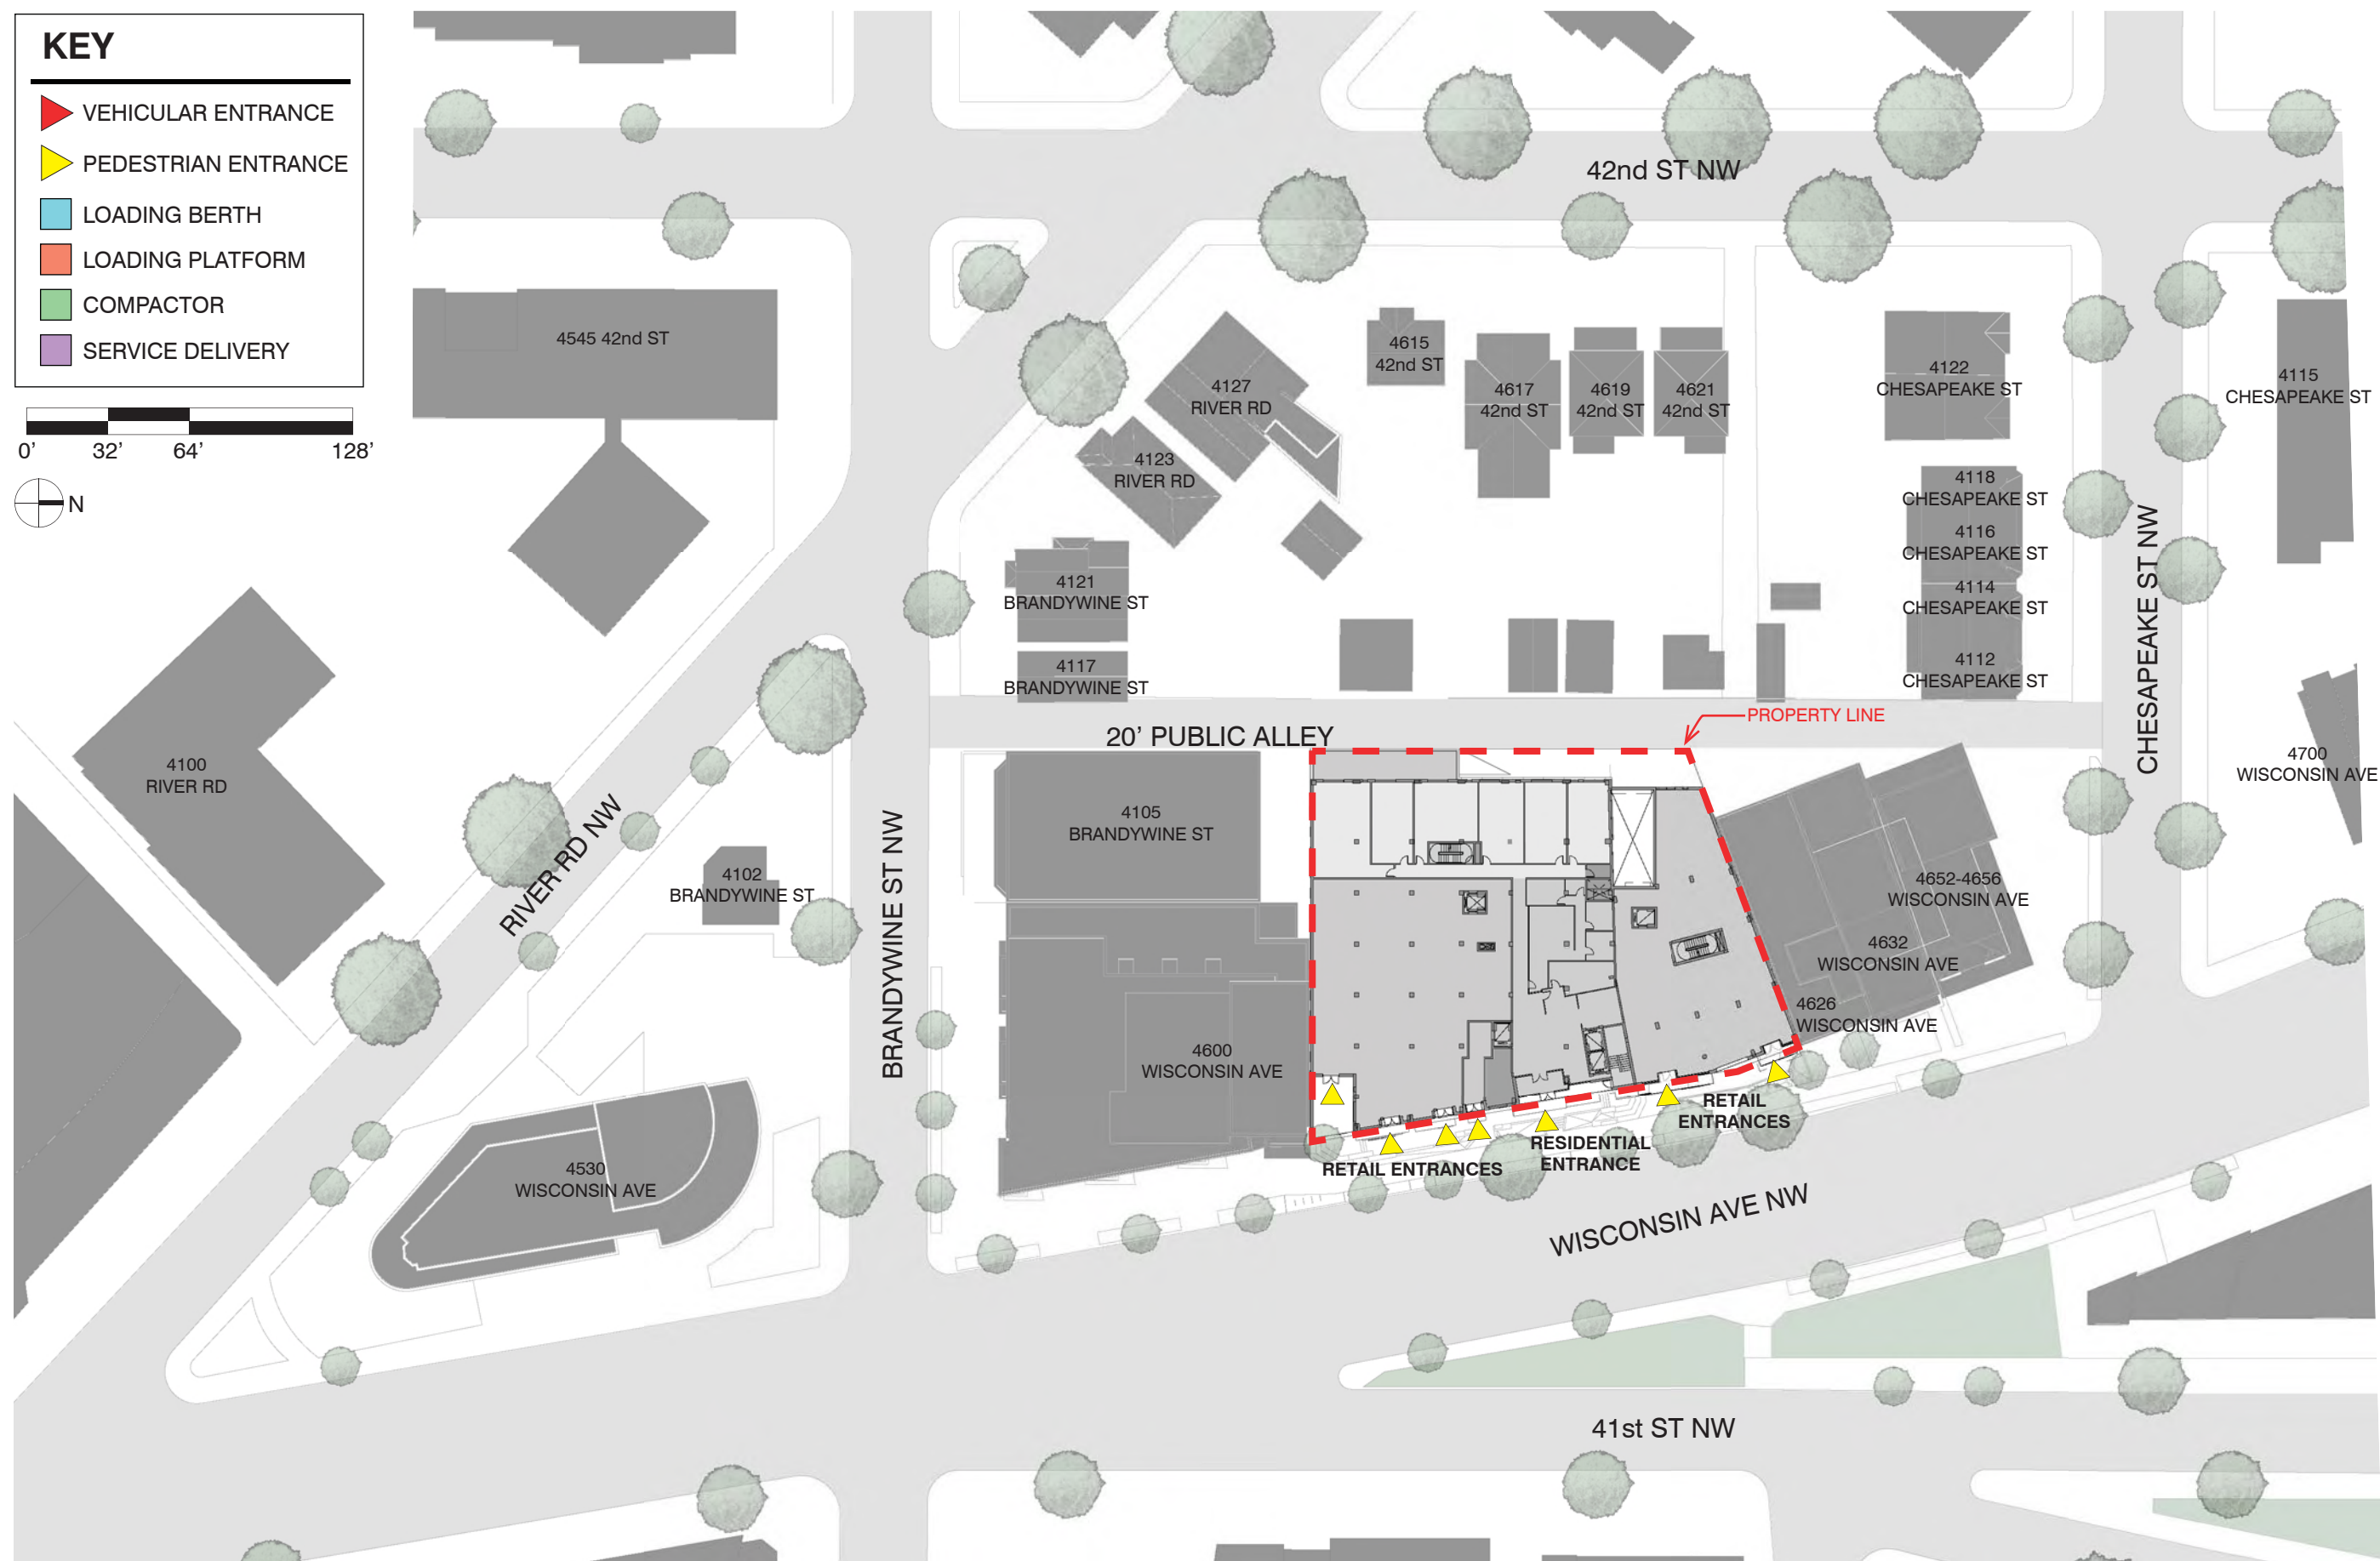 KEY
VEHICULAR ENTRANCE
PEDESTRIAN ENTRANCE
LOADING BERTH
LOADING PLATFORM
COMPACTOR
SERVICE DELIVERY
0’ 32’ 64’ 128’
N
42nd ST NW
4545 42nd ST
4615
42nd ST
4127
RIVER RD
4617
42nd ST
4619
42nd ST
4621
42nd ST
4122
CHESAPEAKE ST
4115
CHESAPEAKE ST
4123
RIVER RD
4118
CHESAPEAKE ST
4116
CHESAPEAKE ST
4114
CHESAPEAKE ST
4112
CHESAPEAKE ST
CHESAPEAKE ST NW
4121
BRANDYWINE ST
4117
BRANDYWINE ST
PROPERTY LINE
20’ PUBLIC ALLEY
4100
RIVER RD
4700
WISCONSIN AVE
RIVER RD NW
4105
BRANDYWINE ST
BRANDYWINE ST NW
4102
BRANDYWINE ST
4652-4656
WISCONSIN AVE
4632
WISCONSIN AVE
4626
WISCONSIN AVE
4600
WISCONSIN AVE
RETAIL
ENTRANCES
RESIDENTIAL
ENTRANCE
RETAIL ENTRANCES
4530
WISCONSIN AVE
WISCONSIN AVE NW
41st ST NW